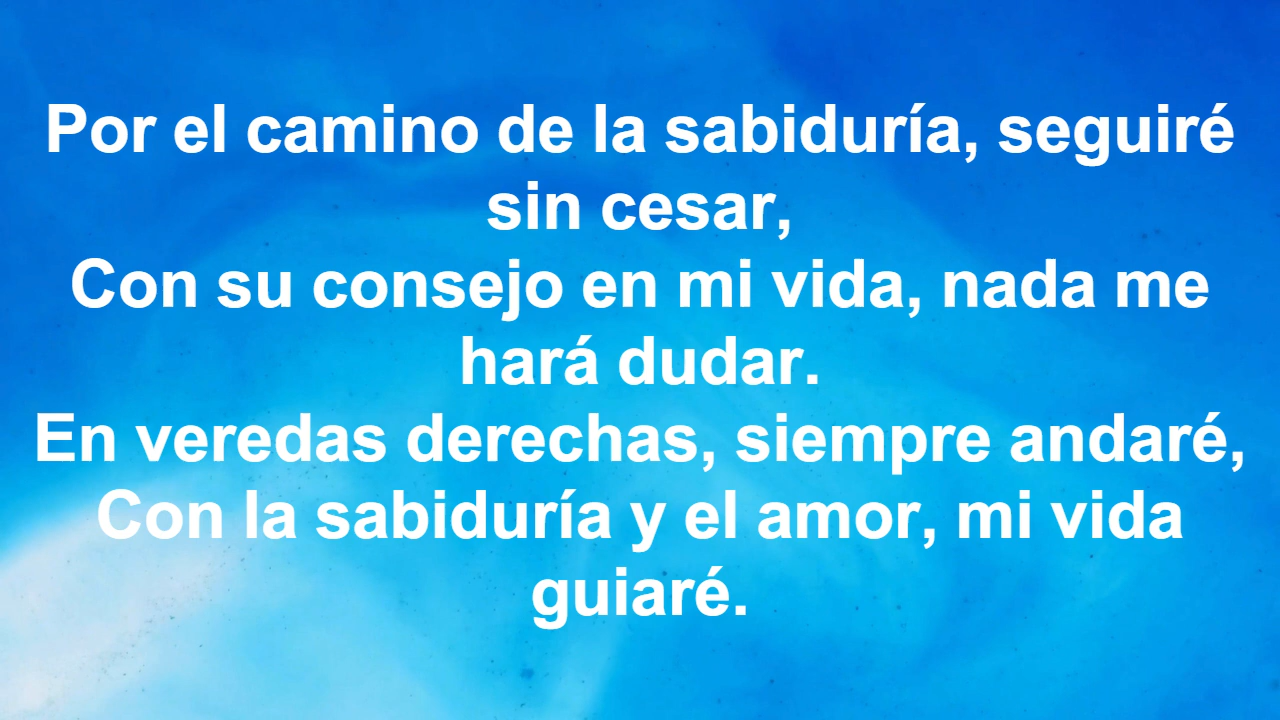 Por el camino de la sabiduría, seguiré
sin cesar,
Con su consejo en mi vida, nada me
hará dudar.
En veredas derechas, siempre andaré,
Con la sabiduría y el amor, mi vida
guiaré.